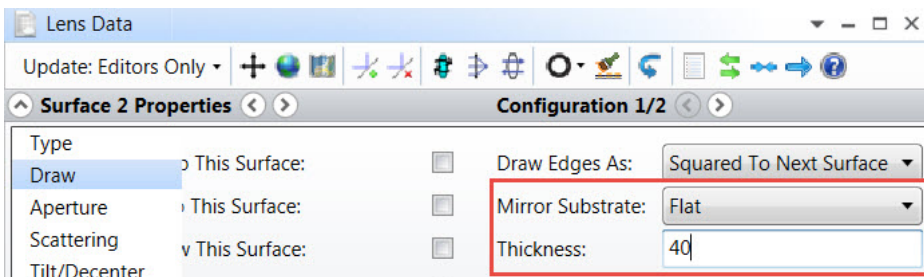 Lens Data
Update: Editors Only
Surface 2 Properties
Configuration 1/2
Type
Draw
Aperture
Scattering
Tilt/Decenter
To This Surface:
This Surface:
This Surface:
Draw Edges As: Squared To Next Surface
Mirror Substrate: Flat
Thickness: 40